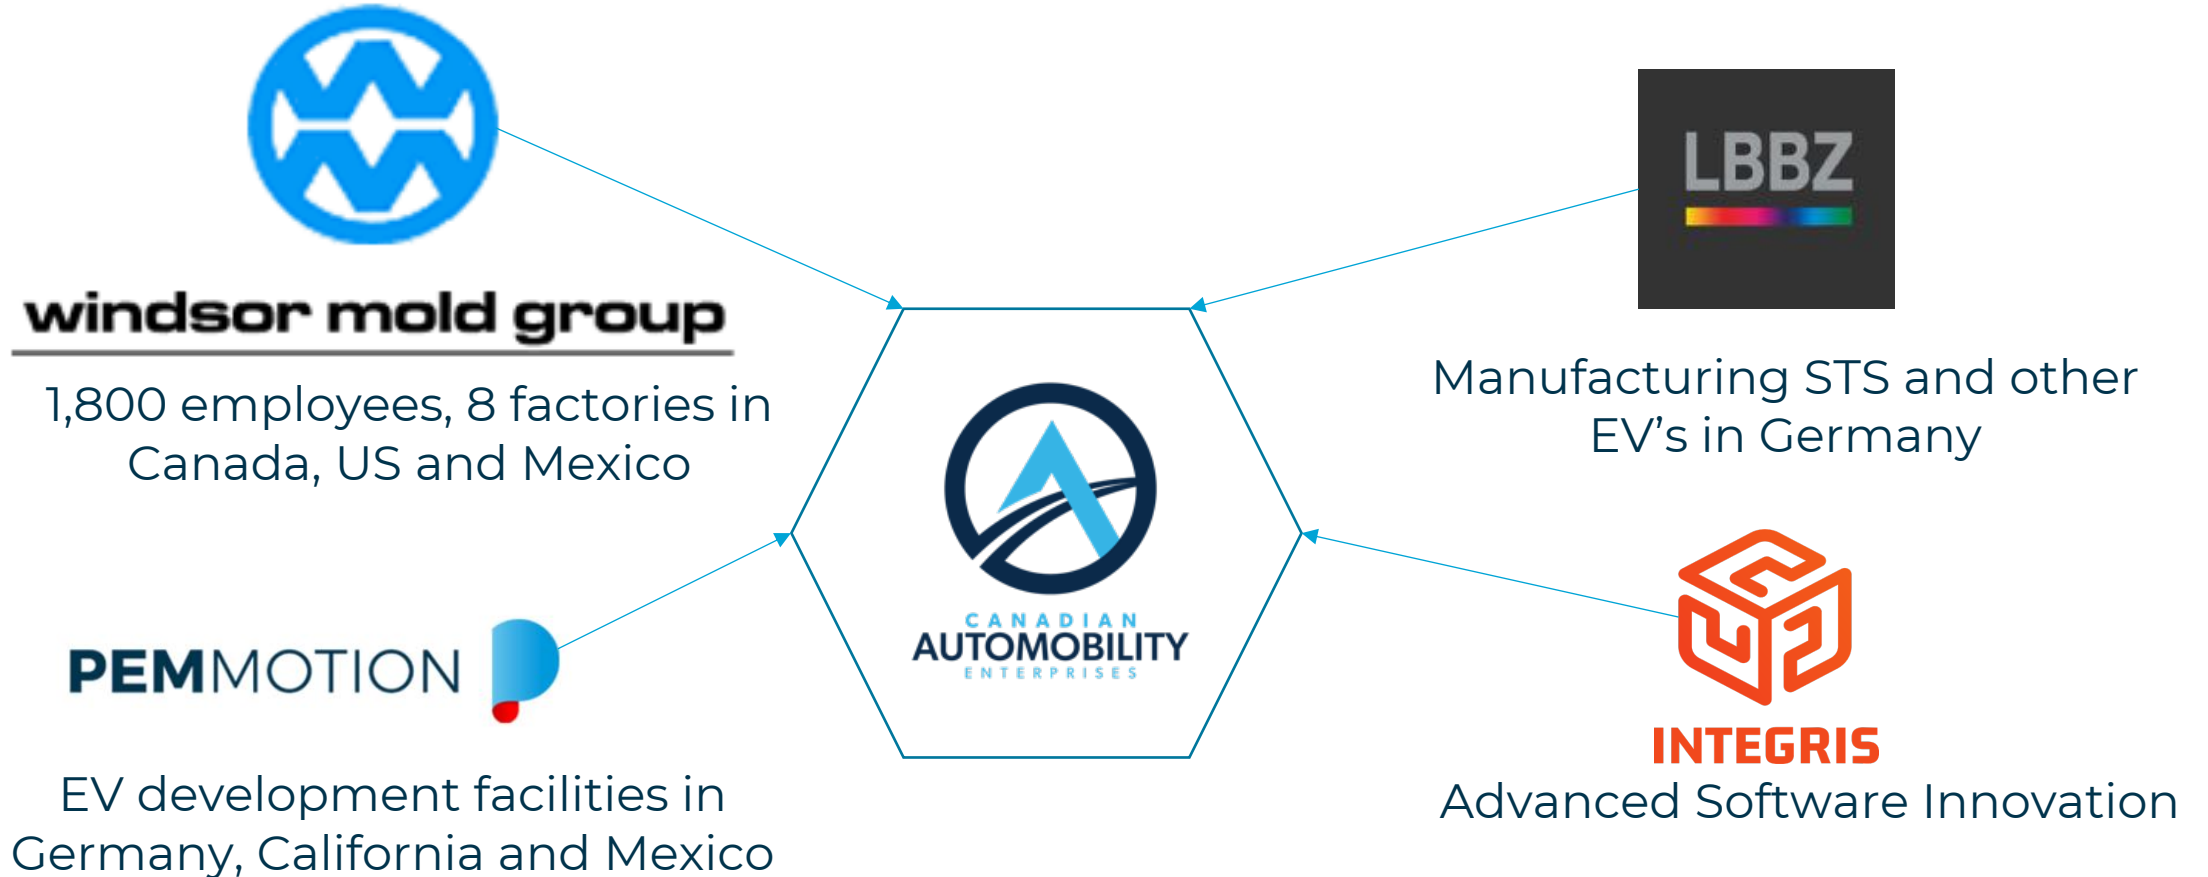 windsor mold group
1,800 employees, 8 factories in
Canada, US and Mexico
LBBZ
Manufacturing STS and other
EV’s in Germany
CANADIAN
AUTOMOBILITY
ENTERPRISES
PEMMOTION
EV development facilities in
Germany, California and Mexico
INTEGRIS
Advanced Software Innovation